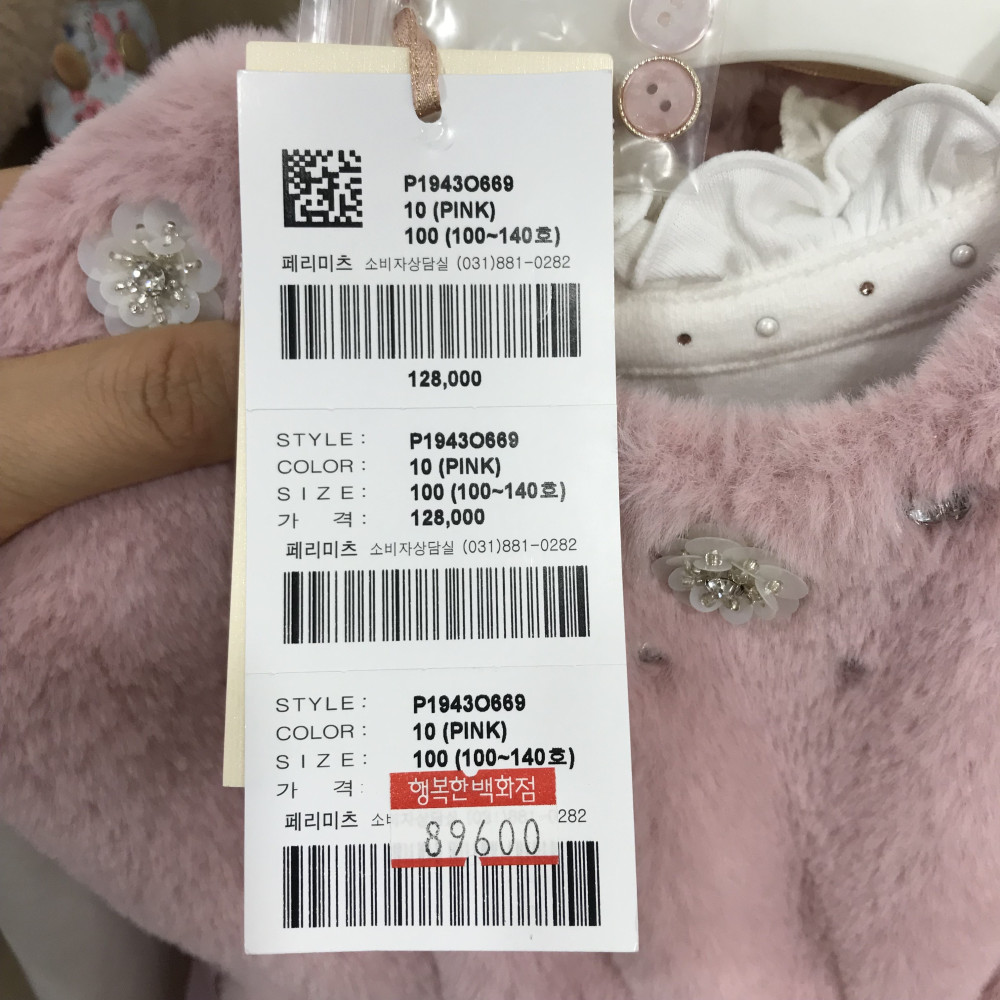 P1943O669
10 (PINK)
100 (100~140호)
페리미츠 소비자상담실 (031)881-0282
128,000
STYLE: P1943O669
COLOR: 10 (PINK)
SIZE: 100 (100~140호)
가 격: 128,000
페리미츠 소비자상담실 (031)881-0282
STYLE: P1943O669
COLOR: 10 (PINK)
SIZE: 100 (100~140호)
가 격:
행복한백화점
페리미츠 282
89600